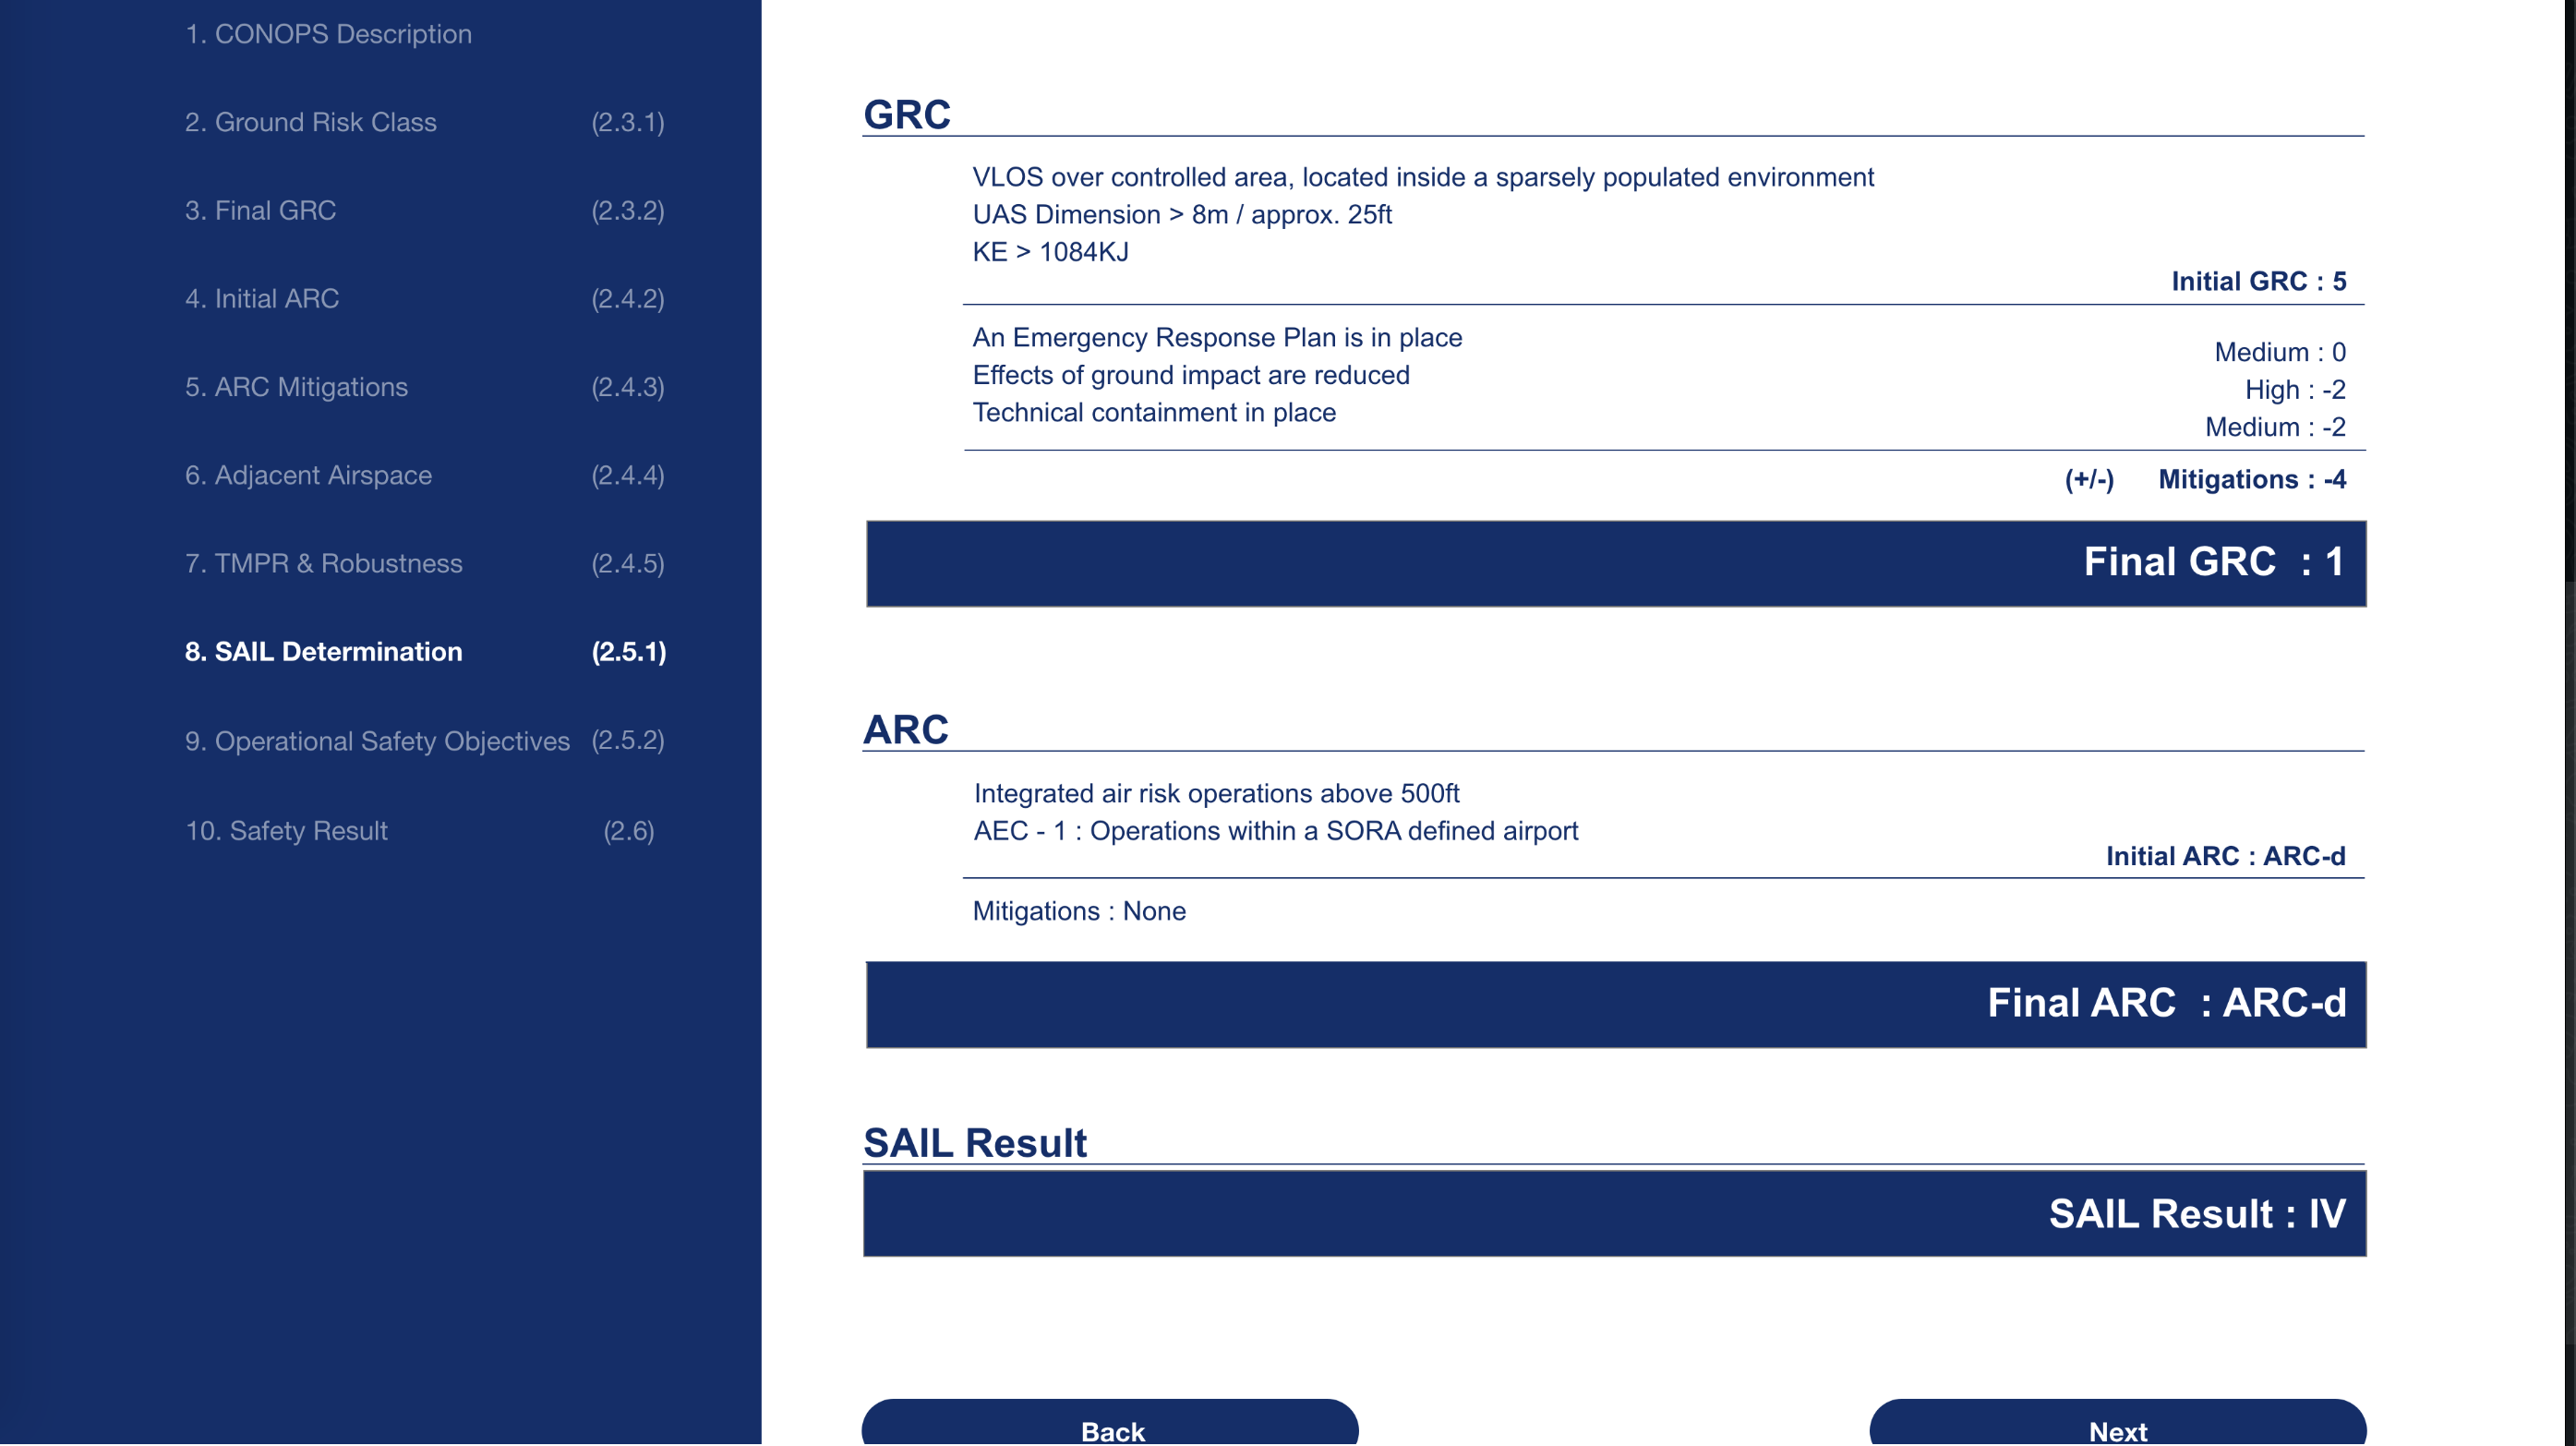 1. CONOPS Description
2. Ground Risk Class (2.3.1)
3. Final GRC (2.3.2)
4. Initial ARC (2.4.2)
5. ARC Mitigations (2.4.3)
6. Adjacent Airspace (2.4.4)
7. TMPR & Robustness (2.4.5)
8. SAIL Determination (2.5.1)
9. Operational Safety Objectives (2.5.2)
10. Safety Result (2.6)
GRC
VLOS over controlled area, located inside a sparsely populated environment
UAS Dimension > 8m / approx. 25ft
KE > 1084KJ
Initial GRC : 5
An Emergency Response Plan is in place
Medium : 0
Effects of ground impact are reduced
High : -2
Technical containment in place
Medium : -2
(+/-) Mitigations : -4
Final GRC : 1
ARC
Integrated air risk operations above 500ft
AEC - 1 : Operations within a SORA defined airport
Initial ARC : ARC-d
Mitigations : None
Final ARC : ARC-d
SAIL Result
SAIL Result : IV
Back
Next